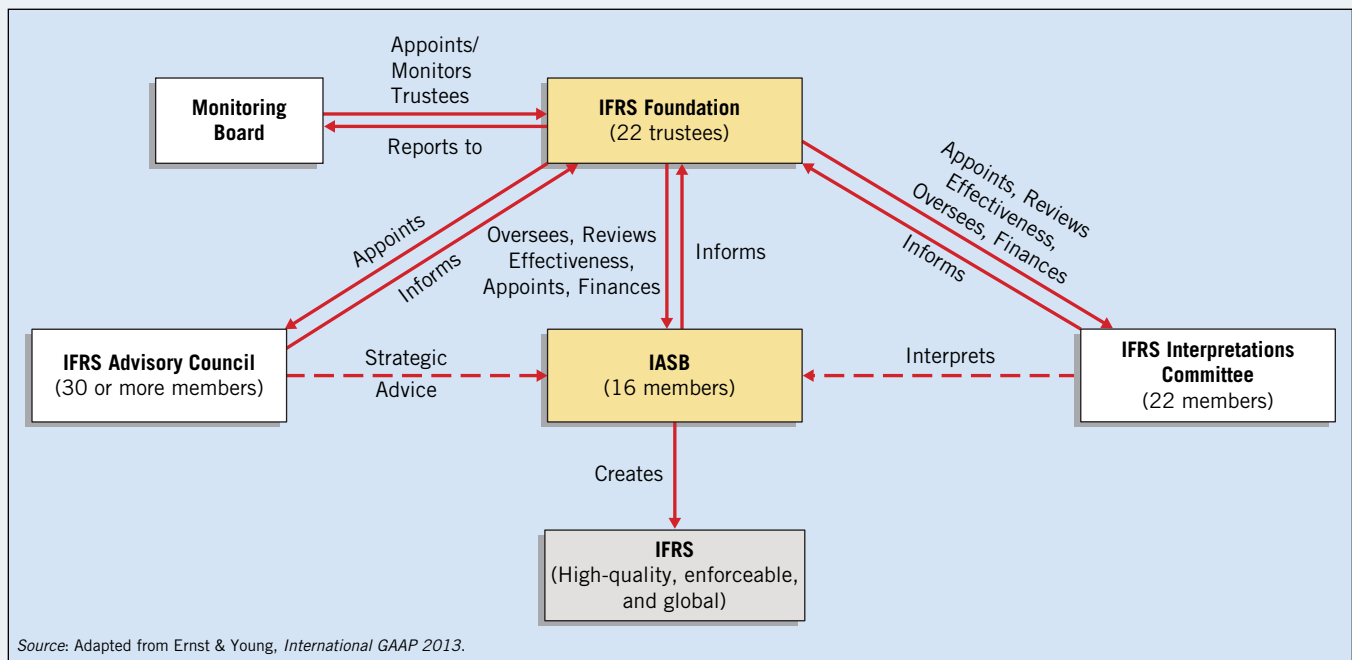 Appoints/
Monitors
Trustees
Monitoring
Board
IFRS Foundation
(22 trustees)
Reports to
Appoints
Informs
Oversees, Reviews
Effectiveness,
Appoints, Finances
Informs
Appoints, Reviews
Effectiveness,
Oversees, Finances
Informs
IFRS Advisory Council
(30 or more members)
Strategic
Advice
IASB
(16 members)
Interprets
IFRS Interpretations
Committee
(22 members)
Creates
IFRS
(High-quality, enforceable,
and global)
Source: Adapted from Ernst & Young, International GAAP 2013.